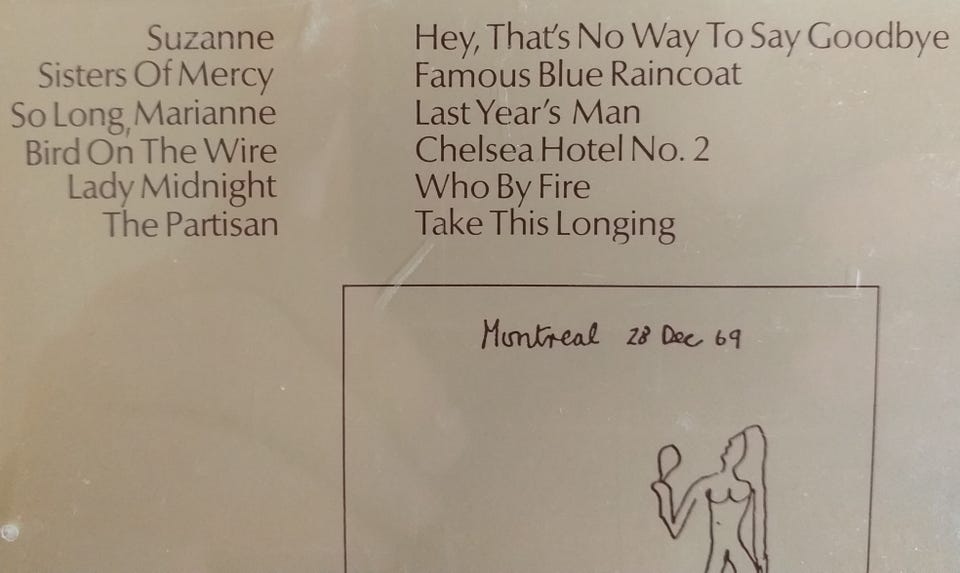 Suzanne
Sisters Of Mercy
So Long, Marianne
Bird On The Wire
Lady Midnight
The Partisan
Hey, That's No Way To Say Goodbye
Famous Blue Raincoat
Last Year's Man
Chelsea Hotel No. 2
Who By Fire
Take This Longing
Montreal 28 Dec 69